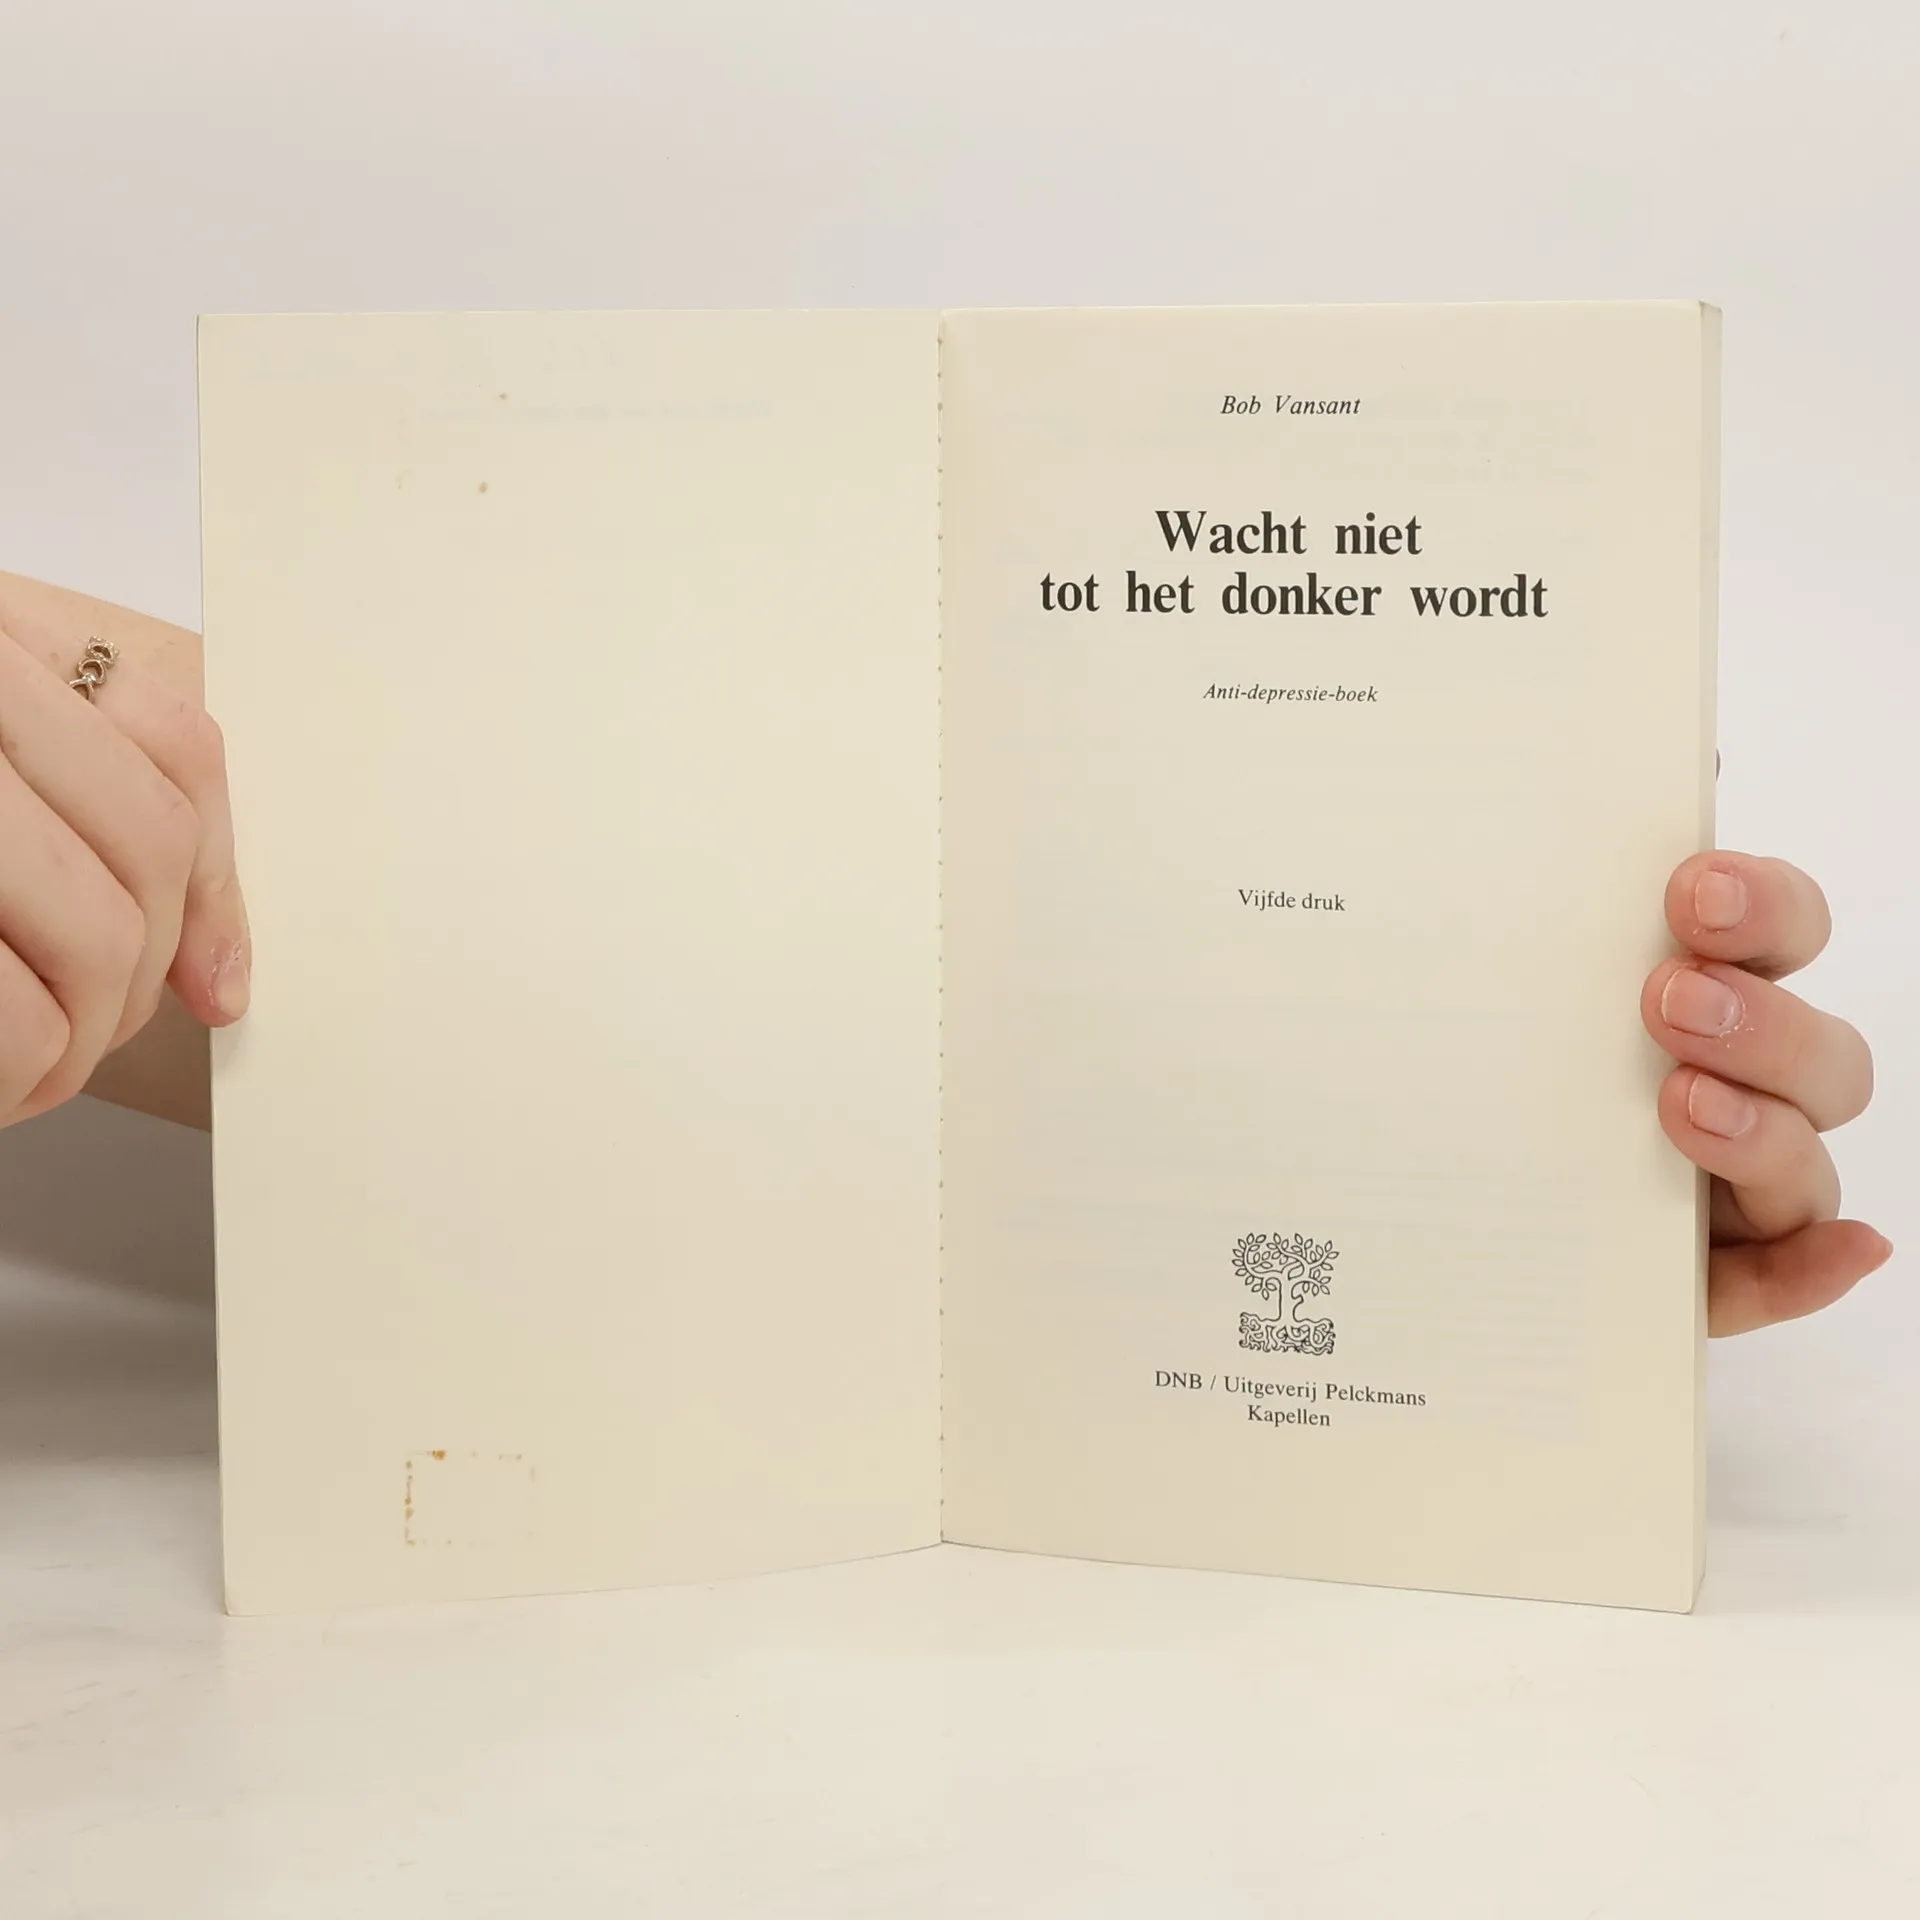 Bob Vansant
Wacht niet
tot het donker wordt
Anti-depressie-boek
Vijfde druk
DNB / Uitgeverij Pelckmans
Kapellen